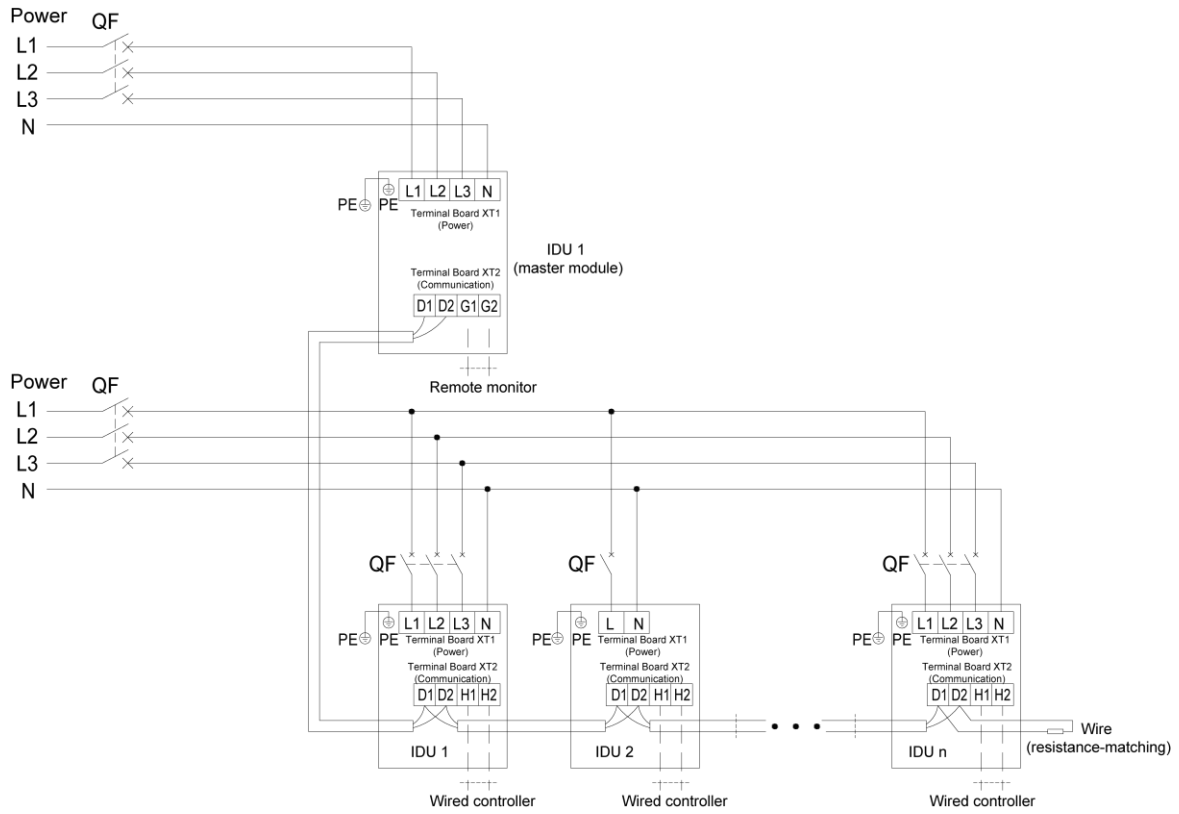 Power QF
L1
L2
L3
N
PE PE L1 L2 L3 N
Terminal Board XT1
(Power)
IDU 1
(master module)
Terminal Board XT2
(Communication)
D1 D2 G1 G2
Remote monitor
Power QF
L1
L2
L3
N
QF QF QF
PE PE L1 L2 L3 N PE PE L N PE PE L1 L2 L3 N
Terminal Board XT1 Terminal Board XT1 Terminal Board XT1
(Power) (Power) (Power)
Terminal Board XT2 Terminal Board XT2 Terminal Board XT2
(Communication) (Communication) (Communication)
D1 D2 H1 H2 D1 D2 H1 H2 D1 D2 H1 H2
Wire
(resistance-matching)
IDU 1 IDU 2 IDU n
Wired controller Wired controller Wired controller